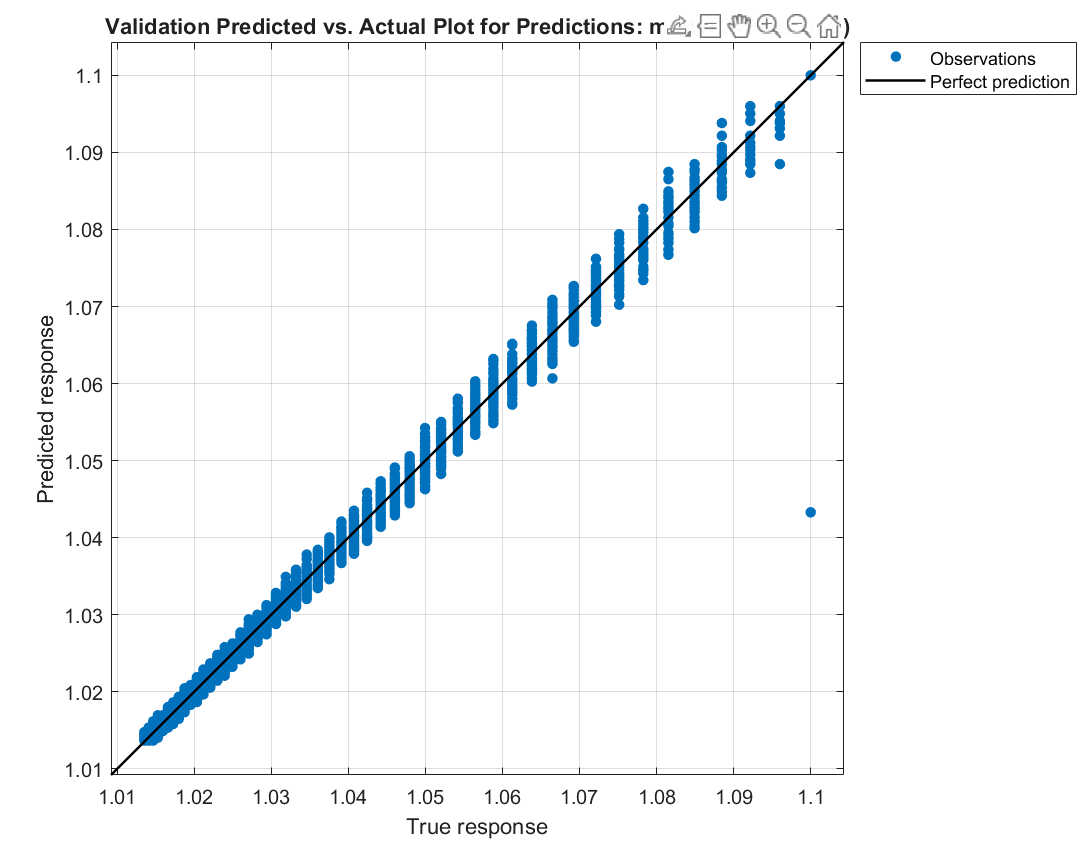 Validation Predicted vs. Actual Plot for Predictions: m )
Observations
Perfect prediction
1.1
1.09
1.08
1.07
1.06
1.05
1.04
1.03
1.02
1.01
Predicted response
1.01 1.02 1.03 1.04 1.05 1.06 1.07 1.08 1.09 1.1
True response